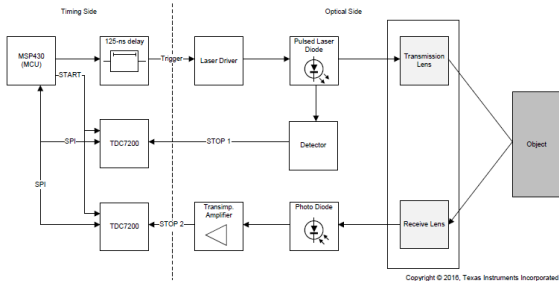 Timing Side
Optical Side
MSP430
(MCU)
125-ns delay
Trigger
Laser Driver
Pulsed Laser
Diode
Transmission
Lens
START
TDC7200
SPI
STOP 1
Detector
Object
SPI
TDC7200
STOP 2
Transimp.
Amplifier
Photo Diode
Receive Lens
Copyright © 2016, Texas Instruments Incorporated